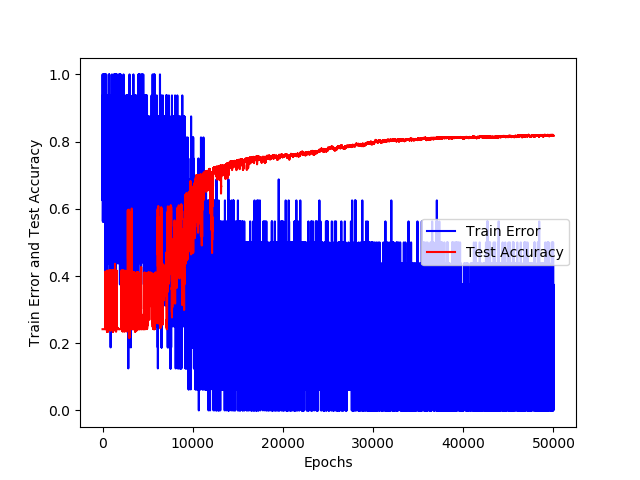 1.0
0.8
0.6
0.4
0.2
0.0
Train Error and Test Accuracy
Train Error
Test Accuracy
0 10000 20000 30000 40000 50000
Epochs